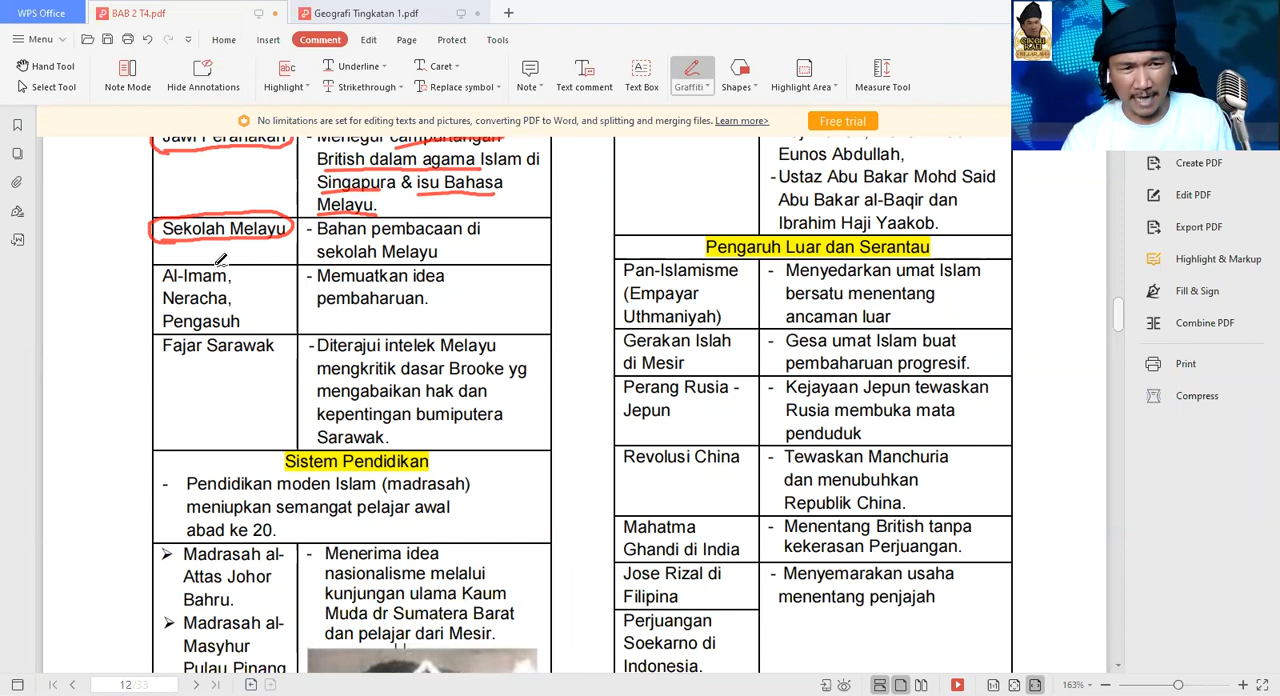 WPS Office
BAB 2 T4.pdf
Geografi Tingkatan 1.pdf
Menu
Home
Insert
Comment
Edit
Page
Protect
Tools
Hand Tool
Select Tool
Note Mode
Hide Annotations
Highlight
Underline
Strikethrough
Caret
Replace symbol
Note
Text comment
Text Box
Graffiti
Shapes
Highlight Area
Measure Tool
No limitations are set for editing texts and pictures, converting PDF to Word, and splitting and merging files. Learn more>
Free trial
Jawi Peranakan
- Menegur campurtangan
British dalam agama Islam di
Singapura & isu Bahasa
Melayu.
Sekolah Melayu
- Bahan pembacaan di
sekolah Melayu
Al-Imam,
Neracha,
Pengasuh
- Memuatkan idea
pembaharuan.
Fajar Sarawak
- Diterajui intelek Melayu
mengkritik dasar Brooke yg
mengabaikan hak dan
kepentingan bumiputera
Sarawak.
Sistem Pendidikan
- Pendidikan moden Islam (madrasah)
meniupkan semangat pelajar awal
abad ke 20.
➢ Madrasah al-
Attas Johor
Bahru.
➢ Madrasah al-
Masyhur
Pulau Pinang
- Menerima idea
nasionalisme melalui
kunjungan ulama Kaum
Muda dr Sumatera Barat
dan pelajar dari Mesir.
Eunos Abdullah,
- Ustaz Abu Bakar Mohd Said
Abu Bakar al-Baqir dan
Ibrahim Haji Yaakob.
Pengaruh Luar dan Serantau
Pan-Islamisme
(Empayar
Uthmaniyah)
- Menyedarkan umat Islam
bersatu menentang
ancaman luar
Gerakan Islah
di Mesir
- Gesa umat Islam buat
pembaharuan progresif.
Perang Rusia -
Jepun
- Kejayaan Jepun tewaskan
Rusia membuka mata
penduduk
Revolusi China
- Tewaskan Manchuria
dan menubuhkan
Republik China.
Mahatma
Ghandi di India
- Menentang British tanpa
kekerasan Perjuangan.
Jose Rizal di
Filipina
- Menyemarakan usaha
menentang penjajah
Perjuangan
Soekarno di
Indonesia.
Create PDF
Edit PDF
Export PDF
Highlight & Markup
Fill & Sign
Combine PDF
Print
Compress
12/33
163%